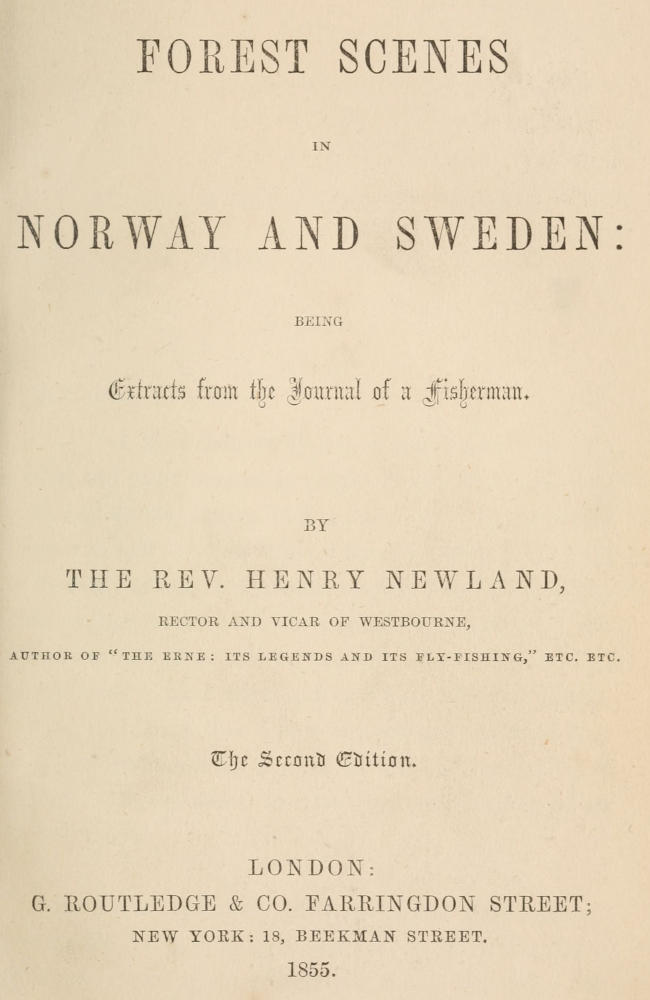 FOREST SCENES
IN
NORWAY AND SWEDEN:
BEING
Extracts from the Journal of a Fisherman.
BY
THE REV. HENRY NEWLAND,
RECTOR AND VICAR OF WESTBOURNE,
AUTHOR OF "THE ERNE: ITS LEGENDS AND ITS FLY-FISHING," ETC. ETC.
The Second Edition.
LONDON:
G. ROUTLEDGE & CO. FARRINGDON STREET;
NEW YORK: 18, BEEKMAN STREET.
1855.